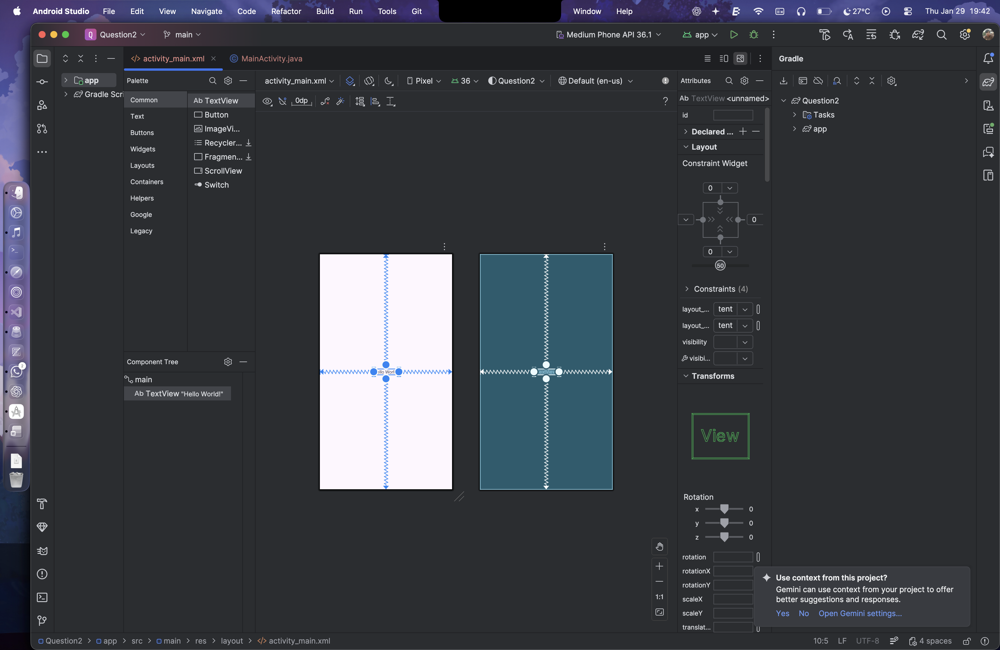 Android Studio File Edit View Navigate Code Refactor Build Run Tools Git Window Help 27°C Thu Jan 29 19:42
Q Question2 main Medium Phone API 36.1 app
activity_main.xml MainActivity.java Gradle
app
Gradle Scri
Palette
Common
Text
Buttons
Widgets
Layouts
Containers
Helpers
Google
Legacy
Ab TextView
Button
ImageVi...
Recycler...
Fragmen...
ScrollView
Switch
activity_main.xml Pixel 36 Question2 Default (en-us)
0dp ?
ello Worl
extView
1:1
Component Tree
main
Ab TextView "Hello World!"
Attributes
Ab TextView <unnamed>
id
Declared ...
Layout
Constraint Widget
0
0
0
50
Constraints (4)
layout_... tent
layout_... tent
visibility
visibi...
Transforms
View
Rotation
x 0
y 0
z 0
rotation
rotationX
rotationY
scaleX
scaleY
translat...
Question2
Tasks
app
Use context from this project?
Gemini can use context from your project to offer
better suggestions and responses.
Yes No Open Gemini settings...
2
W
Question2 > app > src > main > res > layout > activity_main.xml 10:5 LF UTF-8 4 spaces